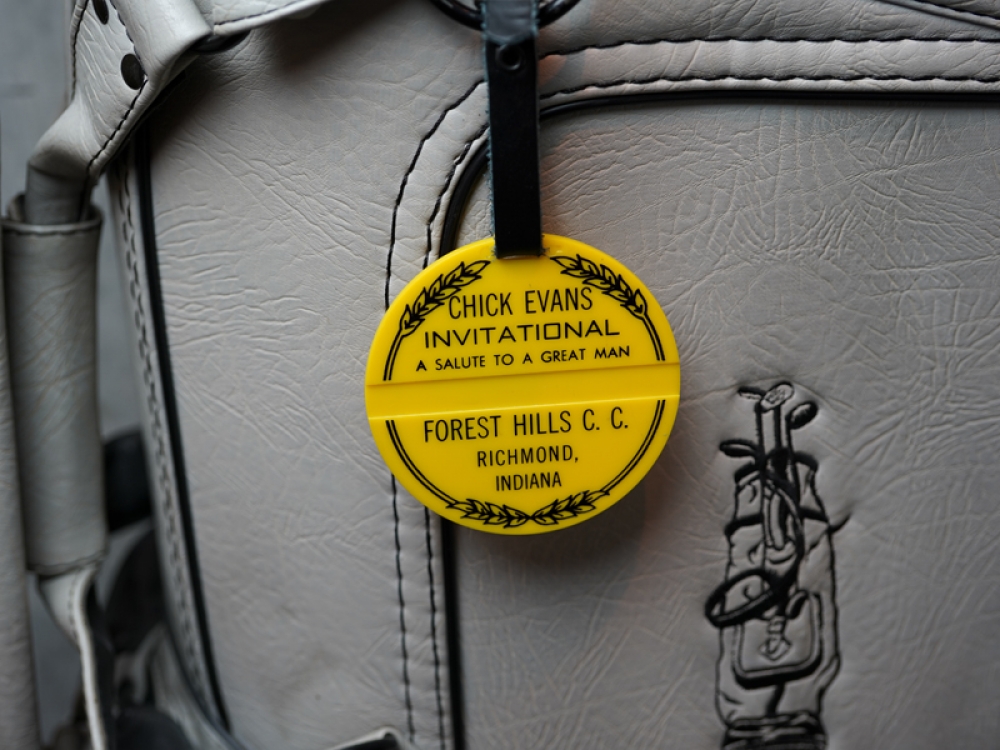 CHICK EVANS
INVITATIONAL
A SALUTE TO A GREAT MAN
FOREST HILLS C. C.
RICHMOND,
INDIANA